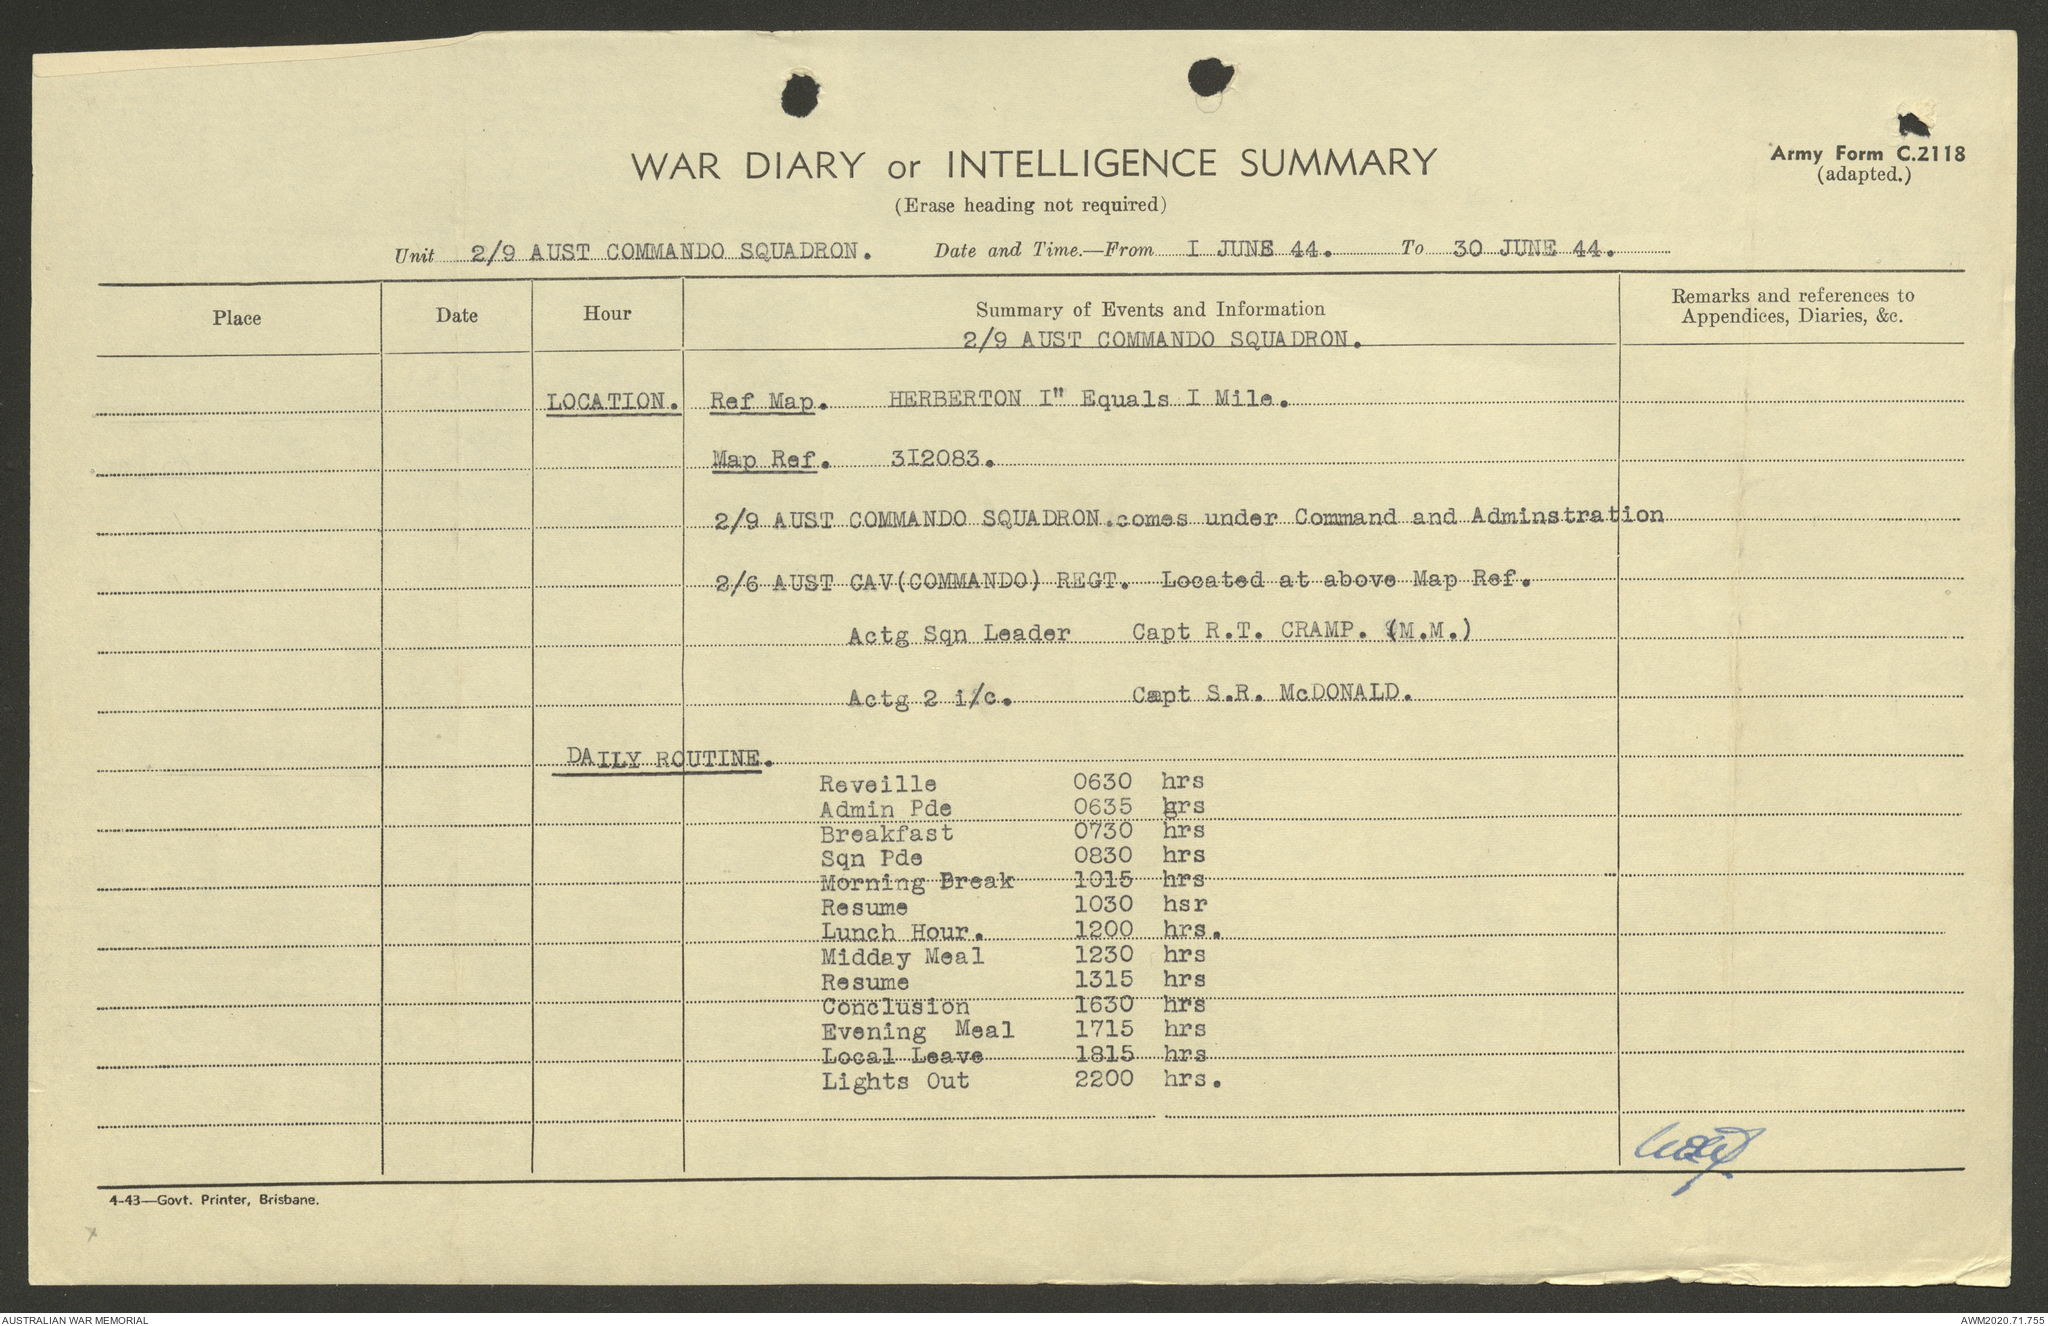 WAR DIARY or INTELLIGENCE SUMMARY
Army Form C.2118
(adapted.)
(Erase heading not required)
Unit 2/9 AUST COMMANDO SQUADRON. Date and Time.—From I JUNE 44. To 30 JUNE 44.
Place Date Hour Summary of Events and Information Remarks and references to
Appendices, Diaries, &c.
2/9 AUST COMMANDO SQUADRON.
LOCATION. Ref Map. HERBERTON I" Equals I Mile.
Map Ref. 3I2083.
2/9 AUST COMMANDO SQUADRON.comes under Command and Adminstration
2/6 AUST CAV(COMMANDO) REGT. Located at above Map Ref.
Actg Sqn Leader Capt R.T. CRAMP. (M.M.)
Actg 2 i/c. Capt S.R. McDONALD.
DAILY ROUTINE.
Reveille 0630 hrs
Admin Pde 0635 grs
Breakfast 0730 hrs
Sqn Pde 0830 hrs
Morning Break 1015 hrs
Resume 1030 hsr
Lunch Hour. 1200 hrs.
Midday Meal 1230 hrs
Resume 1315 hrs
Conclusion 1630 hrs
Evening Meal 1715 hrs
Local Leave 1815 hrs
Lights Out 2200 hrs.
4-43—Govt. Printer, Brisbane.
AUSTRALIAN WAR MEMORIAL
AWM2020.71.755